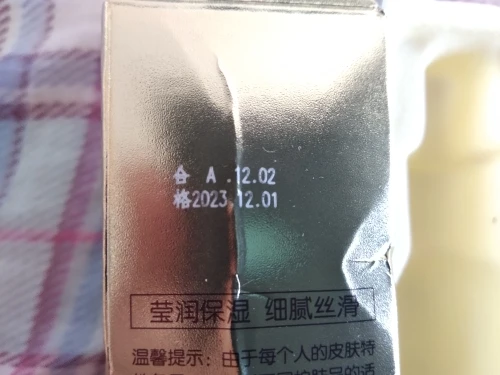 合 A .12.02
格2023.12.01
莹润保湿 细腻丝滑
温馨提示:由于每个人的皮肤特